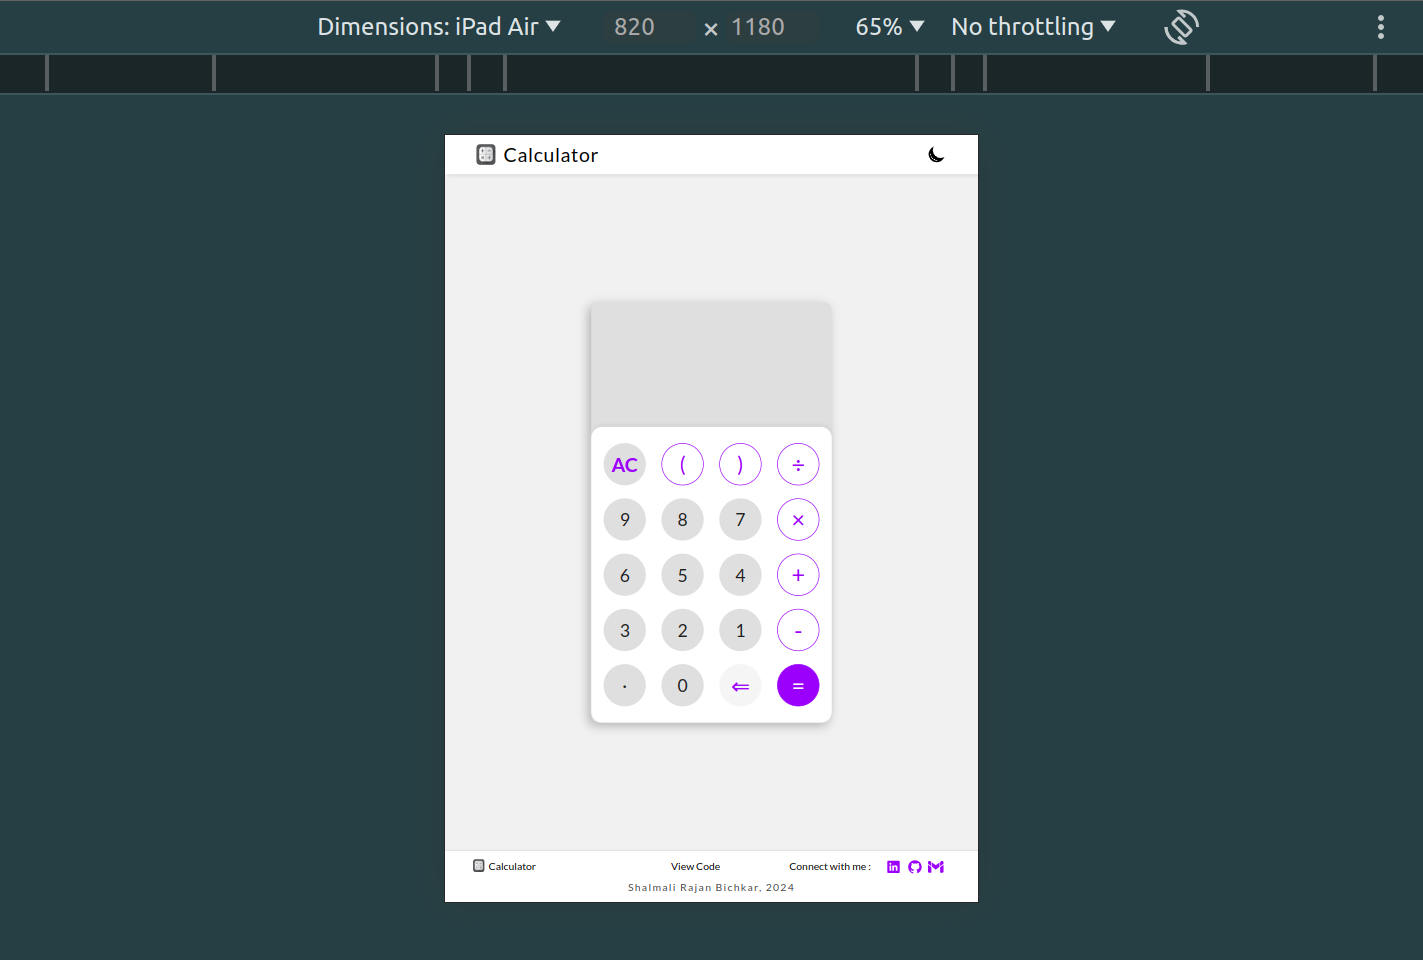 Dimensions: iPad Air ▼ 820 × 1180 65% ▼ No throttling ▼
Calculator
AC ( ) ÷
9 8 7 ×
6 5 4 +
3 2 1 -
· 0 ⇐ =
Calculator View Code Connect with me :
Shalmali Rajan Bichkar, 2024